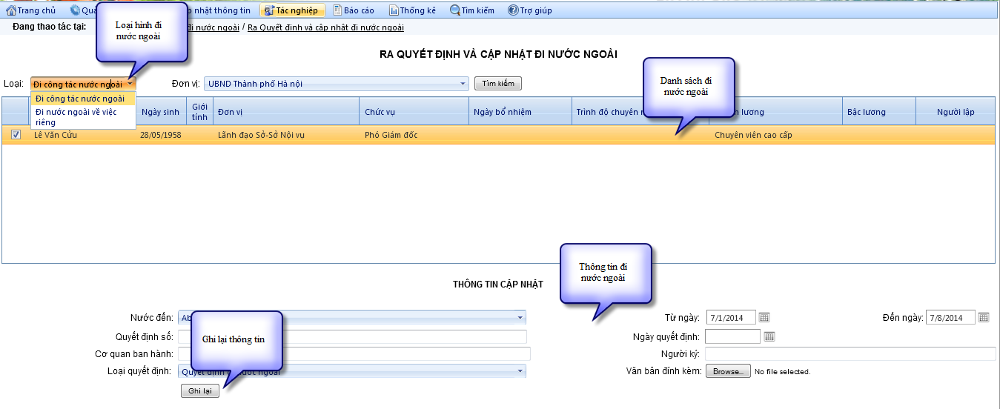 Trang chủ Quả p nhật thông tin Tác nghiệp Báo cáo Thống kê Tìm kiếm Trợ giúp
Đang thao tác tại: đi nước ngoài / Ra Quyết định và cập nhật đi nước ngoài
Loại hình đi
nước ngoài
RA QUYẾT ĐỊNH VÀ CẬP NHẬT ĐI NƯỚC NGOÀI
Loại: Đi công tác nước ngoài Đơn vị: UBND Thành phố Hà nội Tìm kiếm
Danh sách đi
nước ngoài
Đi công tác nước ngoài
Đi nước ngoài về việc
riêng
Ngày sinh Giới tính Đơn vị Chức vụ Ngày bổ nhiệm Trình độ chuyên lương Bậc lương Người lập
Lê Văn Cửu 28/05/1958 Lãnh đạo Sở-Sở Nội vụ Phó Giám đốc Chuyên viên cao cấp
Thông tin đi
nước ngoài
THÔNG TIN CẬP NHẬT
Nước đến: Ab Từ ngày: 7/1/2014 Đến ngày: 7/8/2014
Quyết định số: Ngày quyết định:
Ghi lại thông tin
Cơ quan ban hành: Người ký:
Loại quyết định: Quyết định nước ngoài Văn bản đính kèm: Browse... No file selected.
Ghi lại